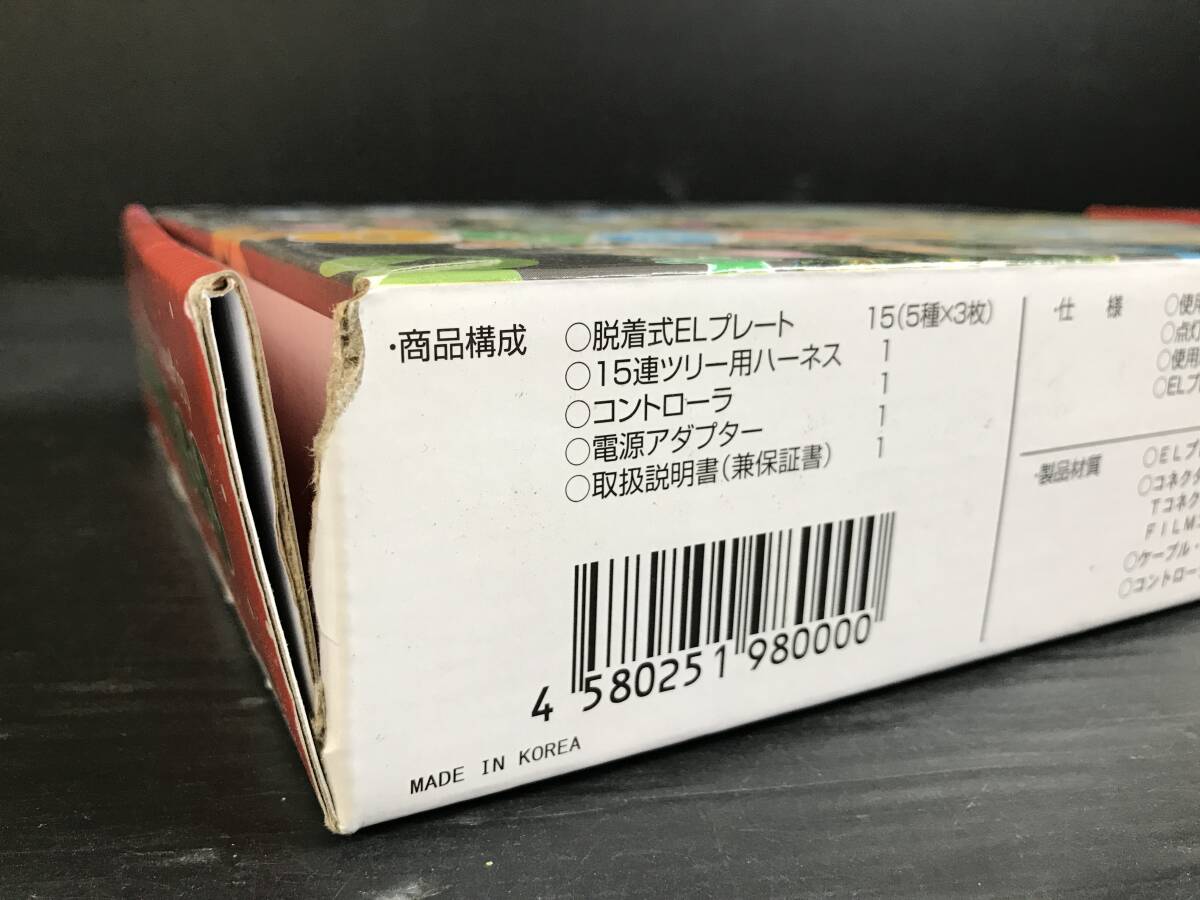 ・商品構成
○脱着式ELプレート 15(5種×3枚)
○15連ツリー用ハーネス 1
○コントローラ 1
○電源アダプター 1
○取扱説明書(兼保証書) 1
4 580251 980000
MADE IN KOREA
・仕 様
○使用
○点灯
○使用
○ELプ
・製品材質
○ELプ
○コネクタ
Tコネク
FILM
○ケーブル・
○コントロー